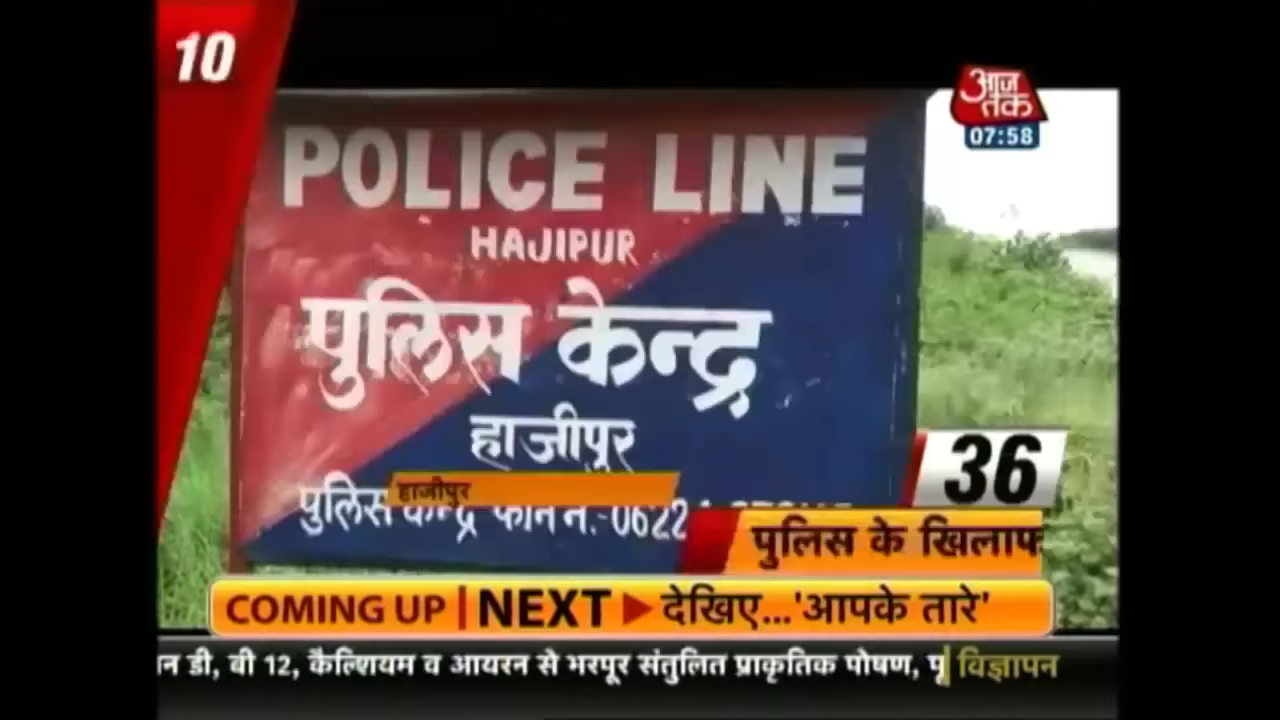 10
आज
तक
07:58
POLICE LINE
HAJIPUR
पुलिस केन्द्र
हाजीपुर
हाजीपुर
पुलिस केन्द्र फोन न.-0622
36
पुलिस के खिलाफ
COMING UP | NEXT देखिए...'आपके तारे'
न डी, बी 12, कैल्शियम व आयरन से भरपूर संतुलित प्राकृतिक पोषण, विज्ञापन